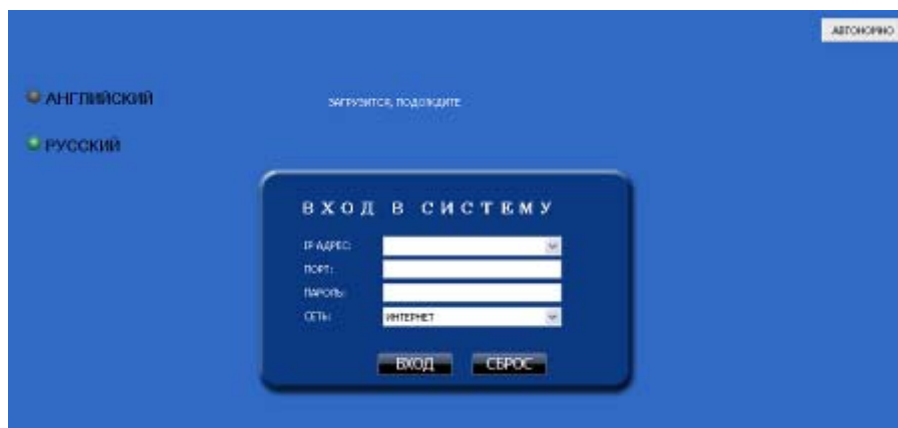 АВТОНОМНО
АНГЛИЙСКИЙ
ЗАГРУЗИТСЯ, ПОДОЖДИТЕ
РУССКИЙ
ВХОД В СИСТЕМУ
IP АДРЕС:
ПОРТ:
ПАРОЛЬ:
СЕТЬ:
ИНТЕРНЕТ
ВХОД
СБРОС